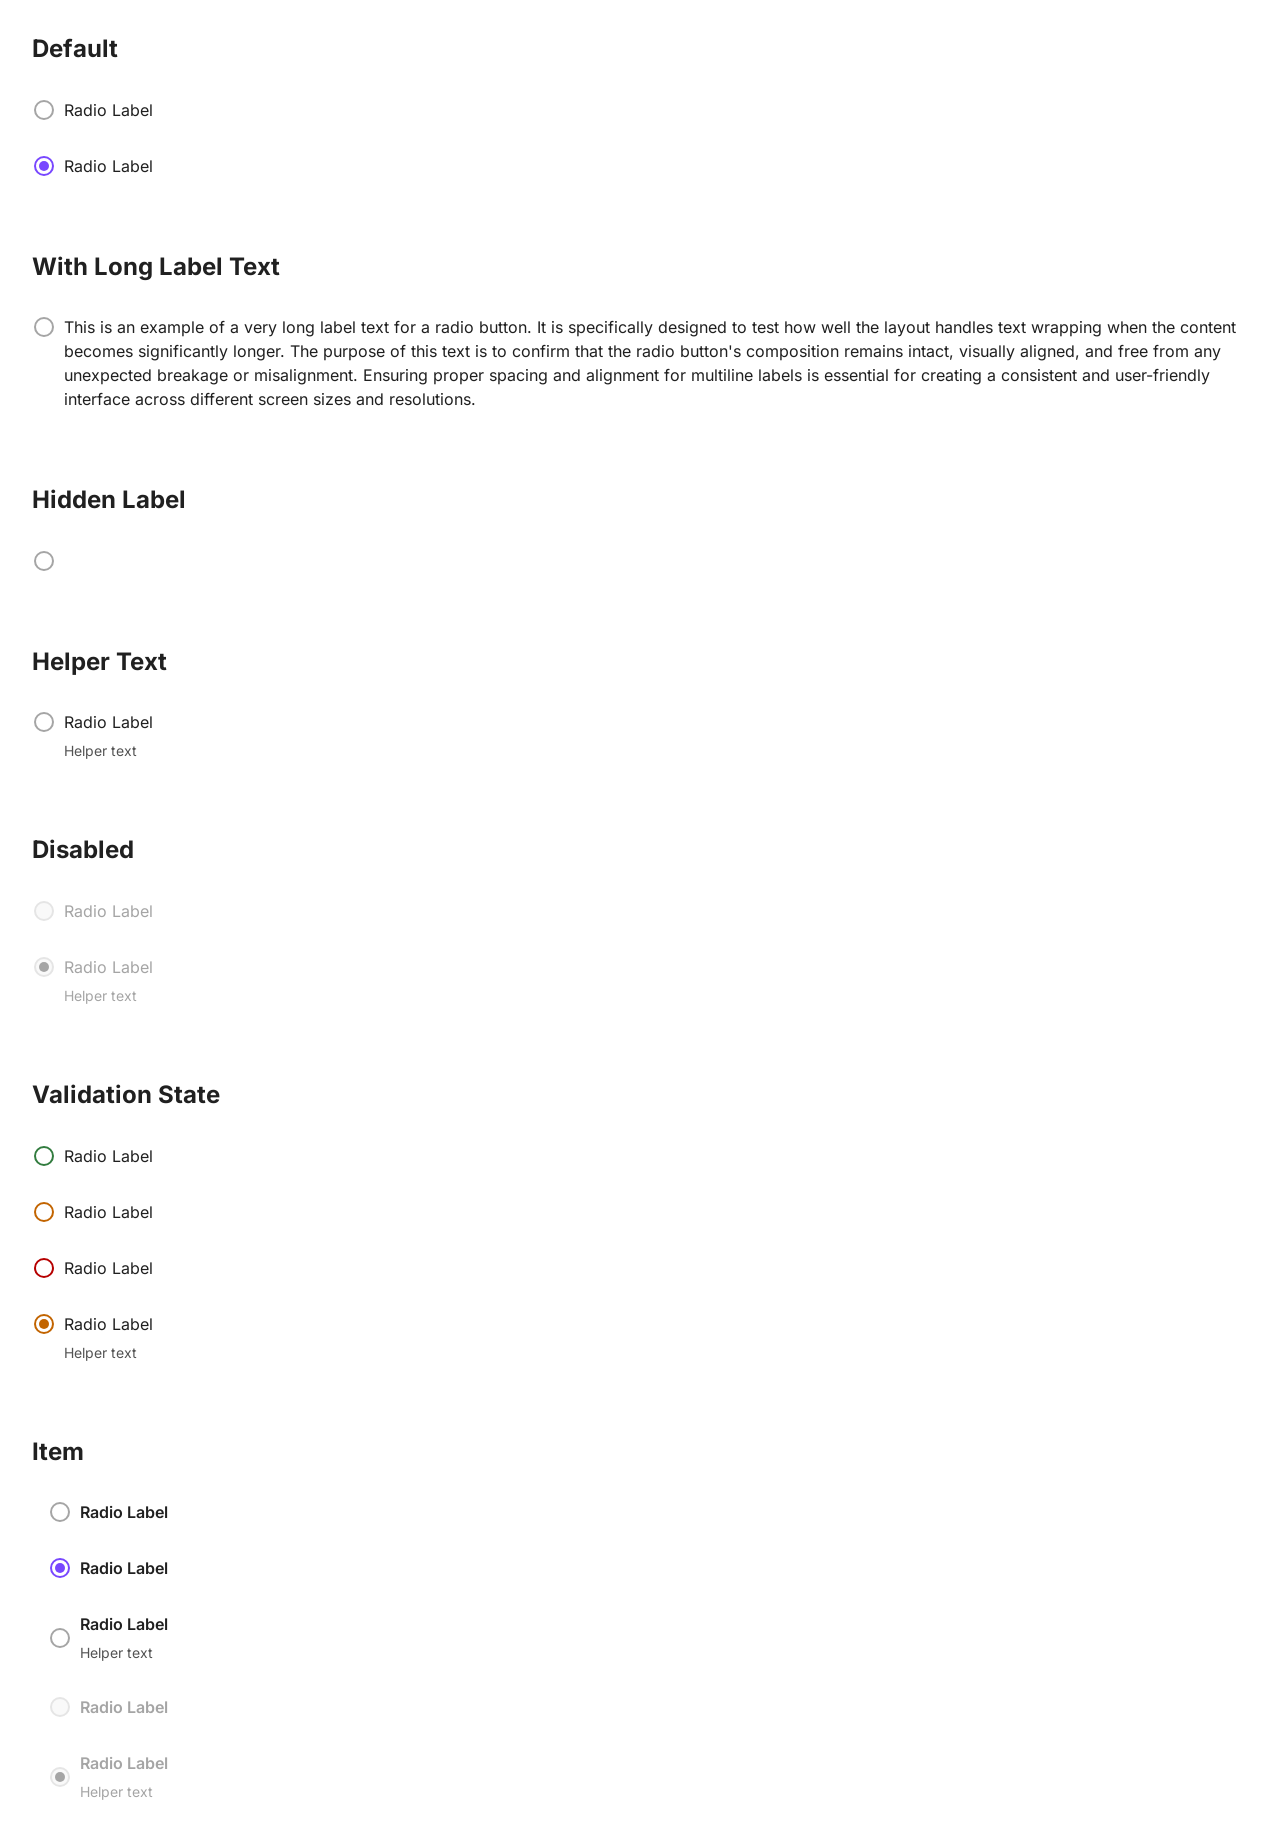 Default
Radio Label
Radio Label
With Long Label Text
This is an example of a very long label text for a radio button. It is specifically designed to test how well the layout handles text wrapping when the content
becomes significantly longer. The purpose of this text is to confirm that the radio button's composition remains intact, visually aligned, and free from any
unexpected breakage or misalignment. Ensuring proper spacing and alignment for multiline labels is essential for creating a consistent and user-friendly
interface across different screen sizes and resolutions.
Hidden Label
Helper Text
Radio Label
Helper text
Disabled
Radio Label
Radio Label
Helper text
Validation State
Radio Label
Radio Label
Radio Label
Radio Label
Helper text
Item
Radio Label
Radio Label
Radio Label
Helper text
Radio Label
Radio Label
Helper text